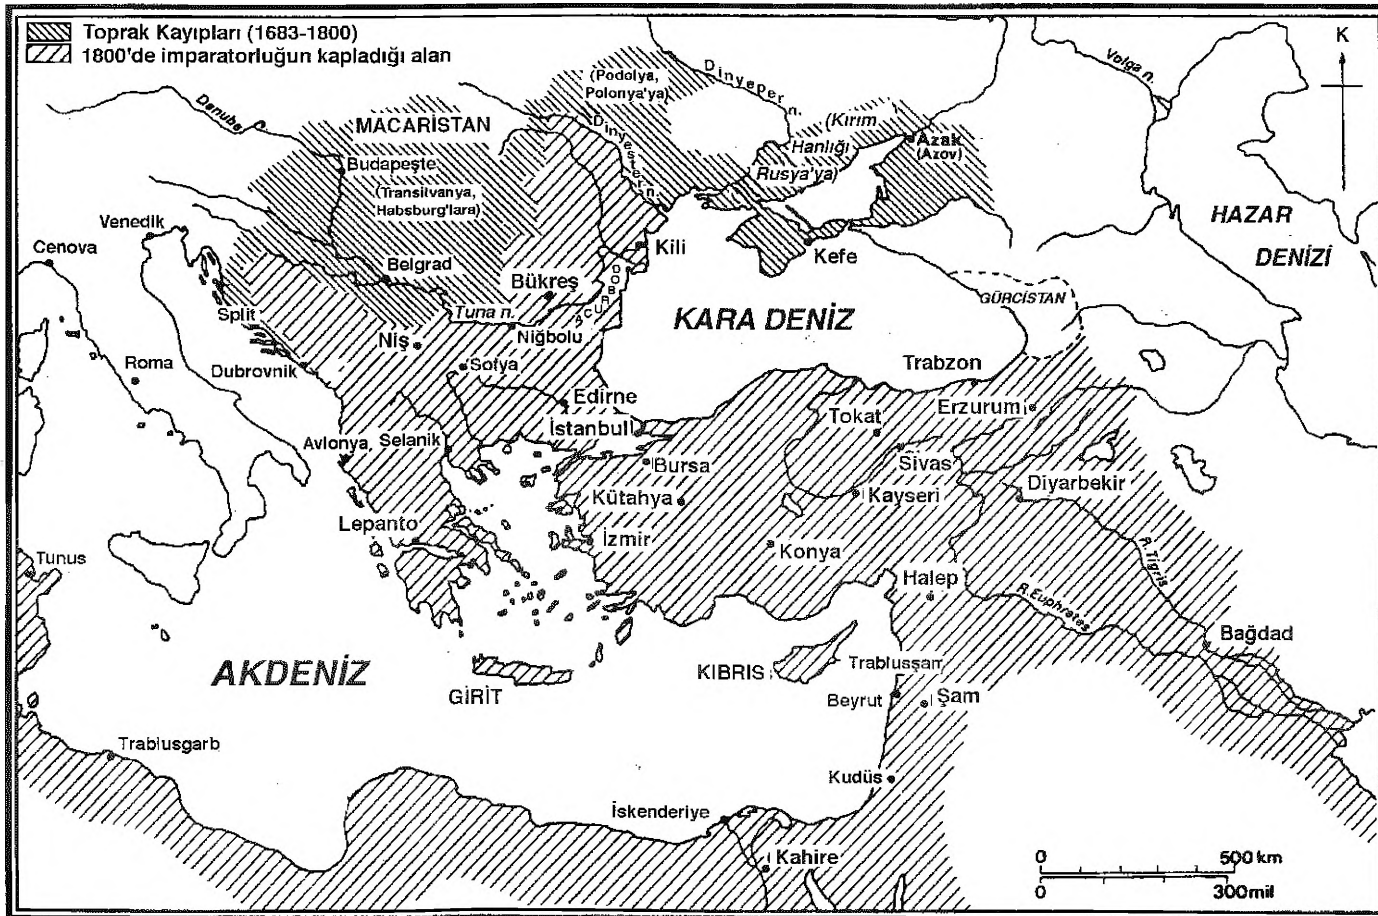 Toprak Kayıpları (1683-1800)
1800'de imparatorluğun kapladığı alan
K
Volga n.
Dinyeper n.
(Podolya,
Polonya'ya)
Danube
MACARİSTAN
Dinyester n.
(Kırım
Hanlığı
Rusya'ya)
Azak
(Azov)
Budapeşte
(Transilvanya,
Habsburg'lara)
HAZAR
DENİZİ
Venedik
Cenova
Kili
Kefe
Belgrad
Bükreş
DOBRUCA
GÜRCİSTAN
Split
Tuna n.
Niğbolu
KARA DENİZ
Niş
Sofya
Roma
Dubrovnik
Trabzon
Edirne
İstanbul
Tokat
Erzurum
Avlonya
Selanik
Bursa
Sivas
Kütahya
Kayseri
Diyarbekir
Lepanto
İzmir
Konya
R. Tigris
Tunus
Halep
R. Euphrates
Bağdad
AKDENİZ
GİRİT
KIBRIS
Trablusşam
Beyrut
Şam
Trablusgarb
Kudüs
İskenderiye
Kahire
0 500 km
0 300mil